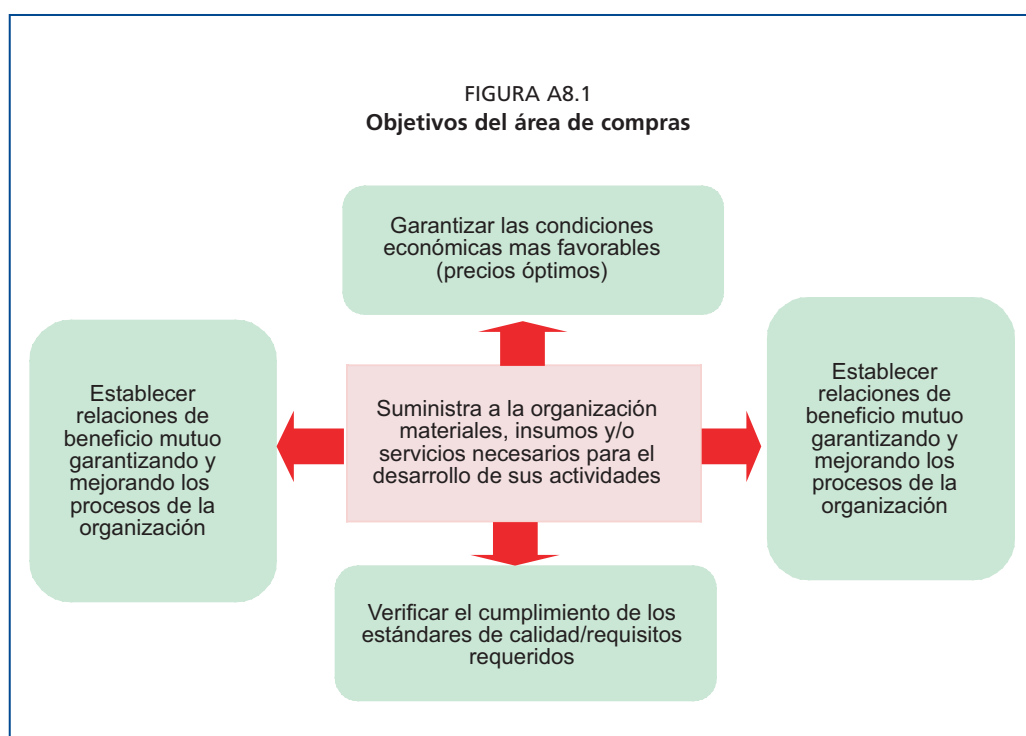 FIGURA A8.1
Objetivos del área de compras
Garantizar las condiciones
económicas mas favorables
(precios óptimos)
Establecer
relaciones de
beneficio mutuo
garantizando y
mejorando los
procesos de la
organización
Suministra a la organización
materiales, insumos y/o
servicios necesarios para el
desarrollo de sus actividades
Establecer
relaciones de
beneficio mutuo
garantizando y
mejorando los
procesos de la
organización
Verificar el cumplimiento de los
estándares de calidad/requisitos
requeridos